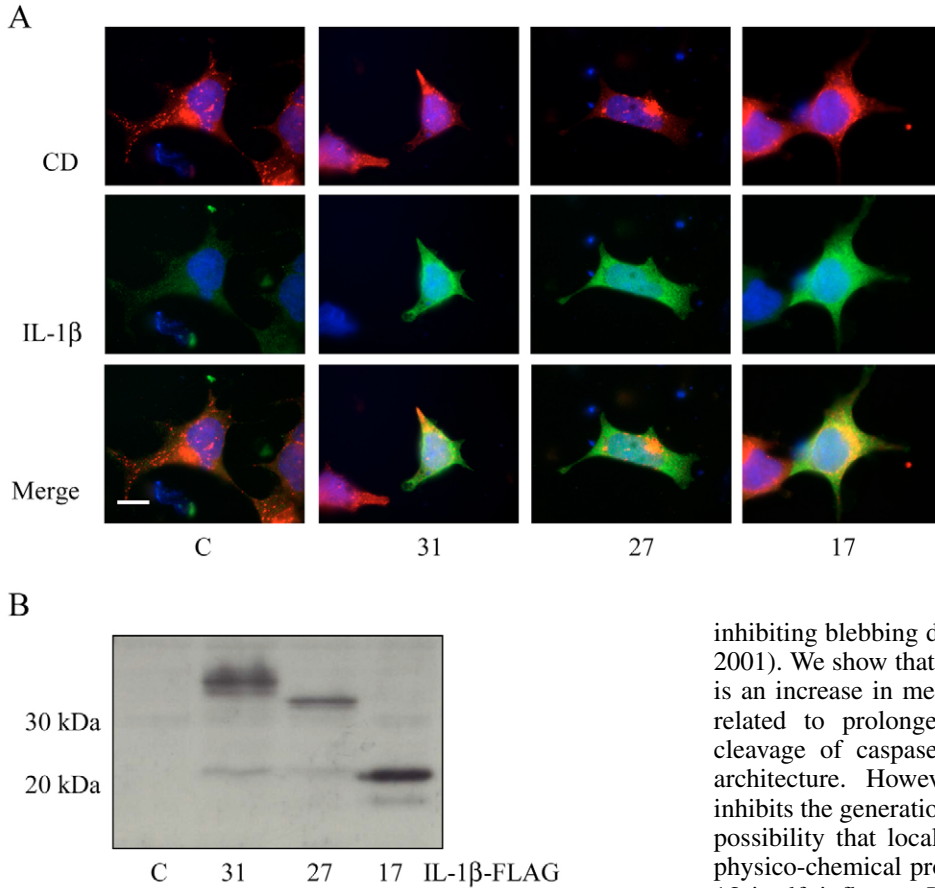 A
CD
IL-1β
Merge
C 31 27 17
B
30 kDa
20 kDa
C 31 27 17 IL-1β-FLAG
inhibiting blebbing d
2001). We show that
is an increase in me
related to prolonge
cleavage of caspase
architecture. Howev
inhibits the generatio
possibility that local
physico-chemical pro